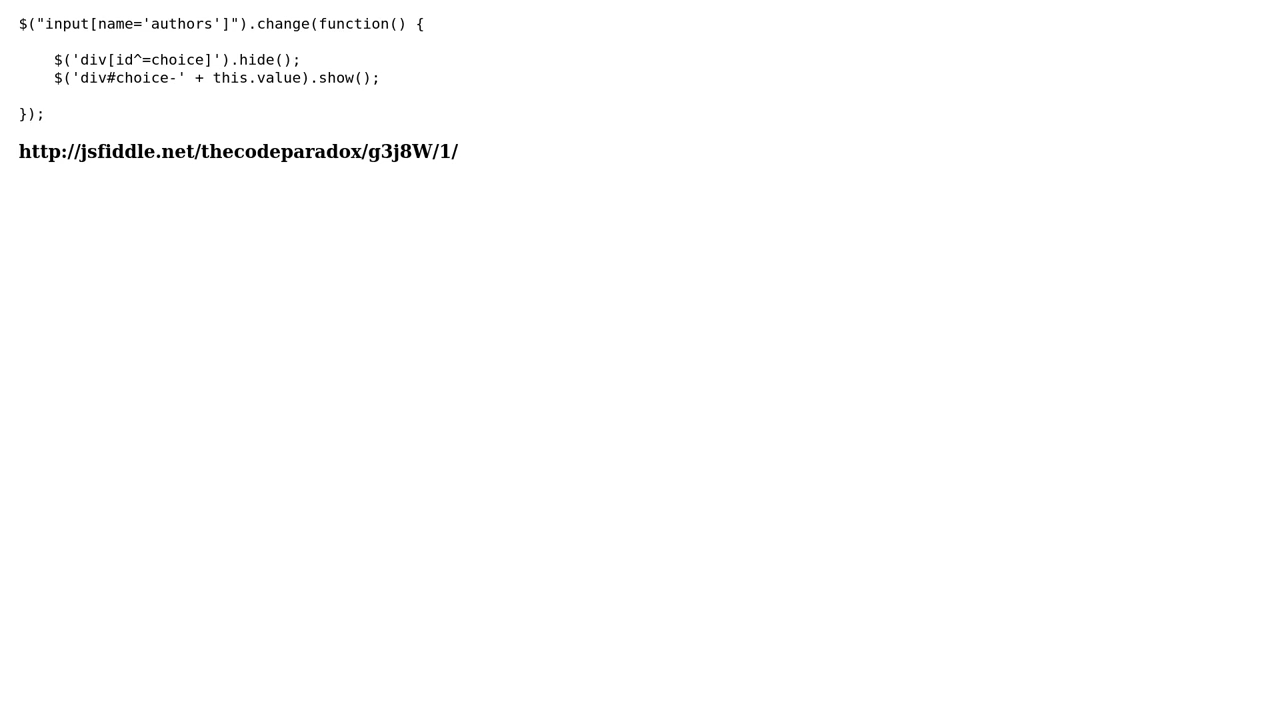 $("input[name='authors']").change(function() {
    $('div[id^=choice]').hide();
    $('div#choice-' + this.value).show();
});
http://jsfiddle.net/thecodeparadox/g3j8W/1/